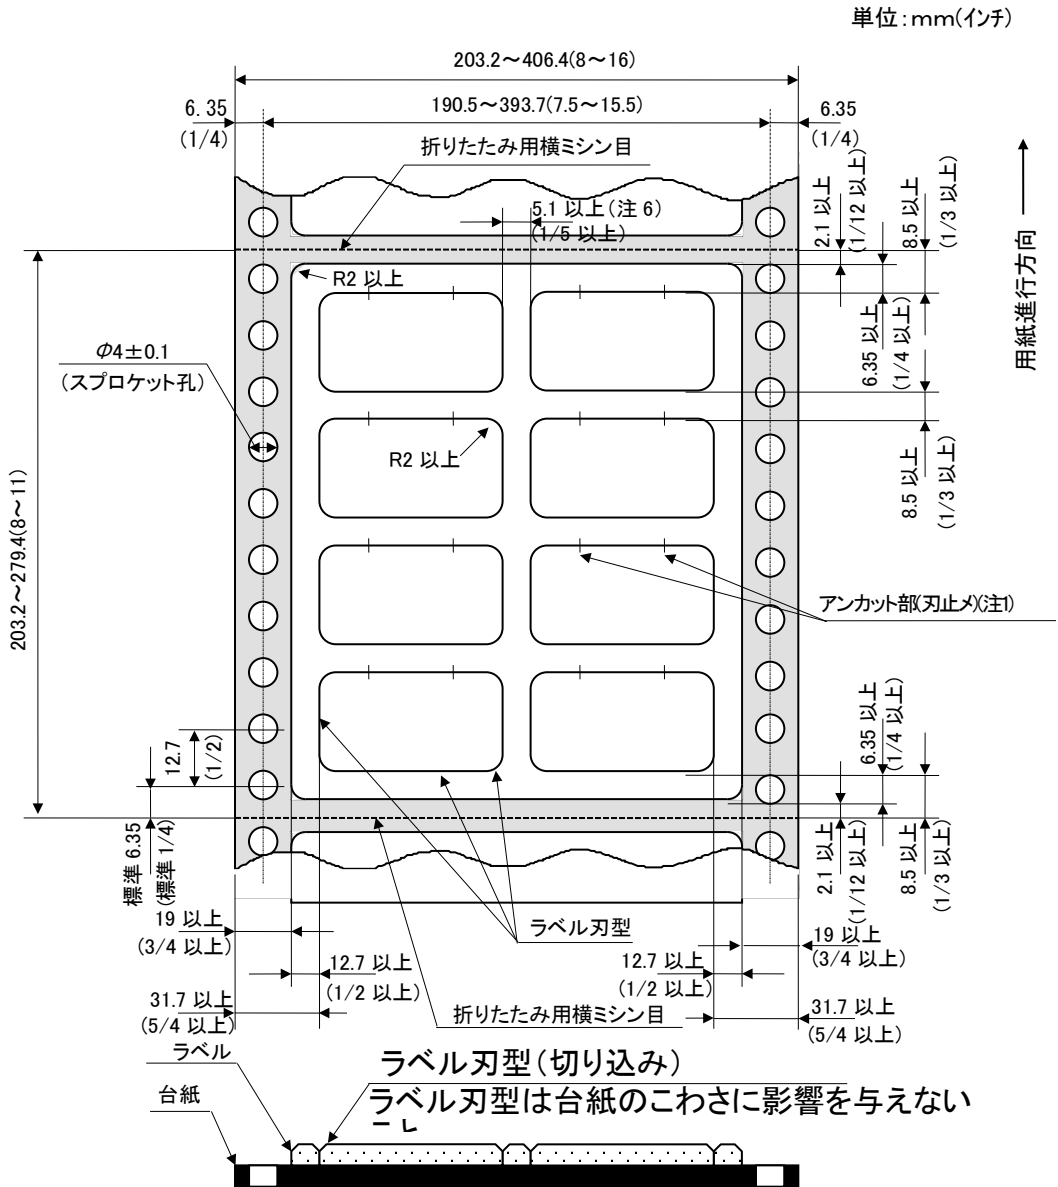 単位:mm(インチ)
203.2～406.4(8～16)
6.35
(1/4)
190.5～393.7(7.5～15.5)
6.35
(1/4)
折りたたみ用横ミシン目
5.1 以上(注 6)
(1/5 以上)
2.1 以上
(1/12 以上)
8.5 以上
(1/3 以上)
用紙進行方向
R2 以上
6.35 以上
(1/4 以上)
Φ4±0.1
(スプロケット孔)
R2 以上
8.5 以上
(1/3 以上)
203.2～279.4(8～11)
アンカット部(刃止メ)(注1)
12.7
(1/2)
6.35 以上
(1/4 以上)
標準 6.35
(標準 1/4)
2.1 以上
(1/12 以上)
8.5 以上
(1/3 以上)
19 以上
(3/4 以上)
ラベル刃型
19 以上
(3/4 以上)
12.7 以上
(1/2 以上)
12.7 以上
(1/2 以上)
31.7 以上
(5/4 以上)
折りたたみ用横ミシン目
31.7 以上
(5/4 以上)
ラベル
台紙
ラベル刃型(切り込み)
ラベル刃型は台紙のこわさに影響を与えない